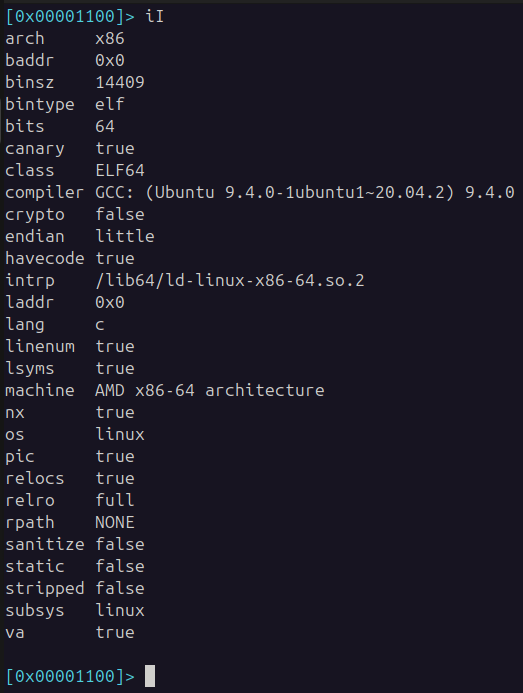 [0x00001100]> iI
arch     x86
baddr    0x0
binsz    14409
bintype  elf
bits     64
canary   true
class    ELF64
compiler GCC: (Ubuntu 9.4.0-1ubuntu1~20.04.2) 9.4.0
crypto   false
endian   little
havecode true
intrp    /lib64/ld-linux-x86-64.so.2
laddr    0x0
lang     c
linenum  true
lsyms    true
machine  AMD x86-64 architecture
nx       true
os       linux
pic      true
relocs   true
relro    full
rpath    NONE
sanitize false
static   false
stripped false
subsys   linux
va       true
[0x00001100]>